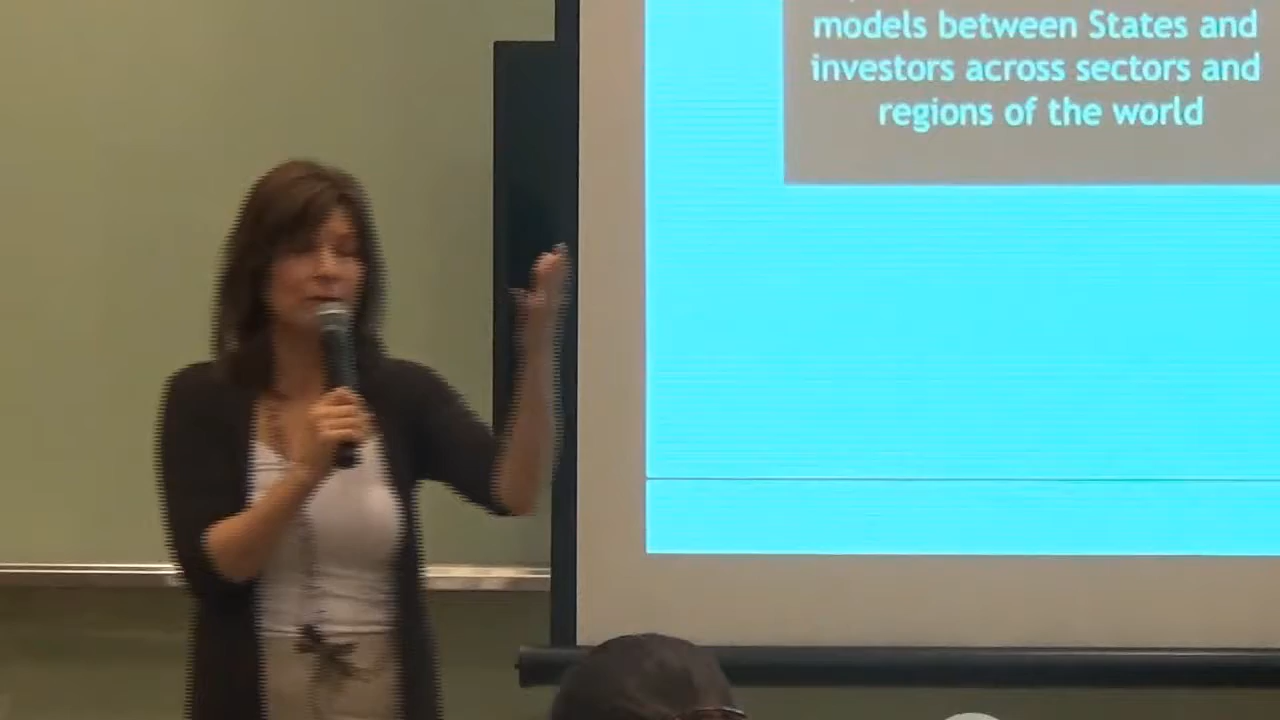 models between States and
investors across sectors and
regions of the world